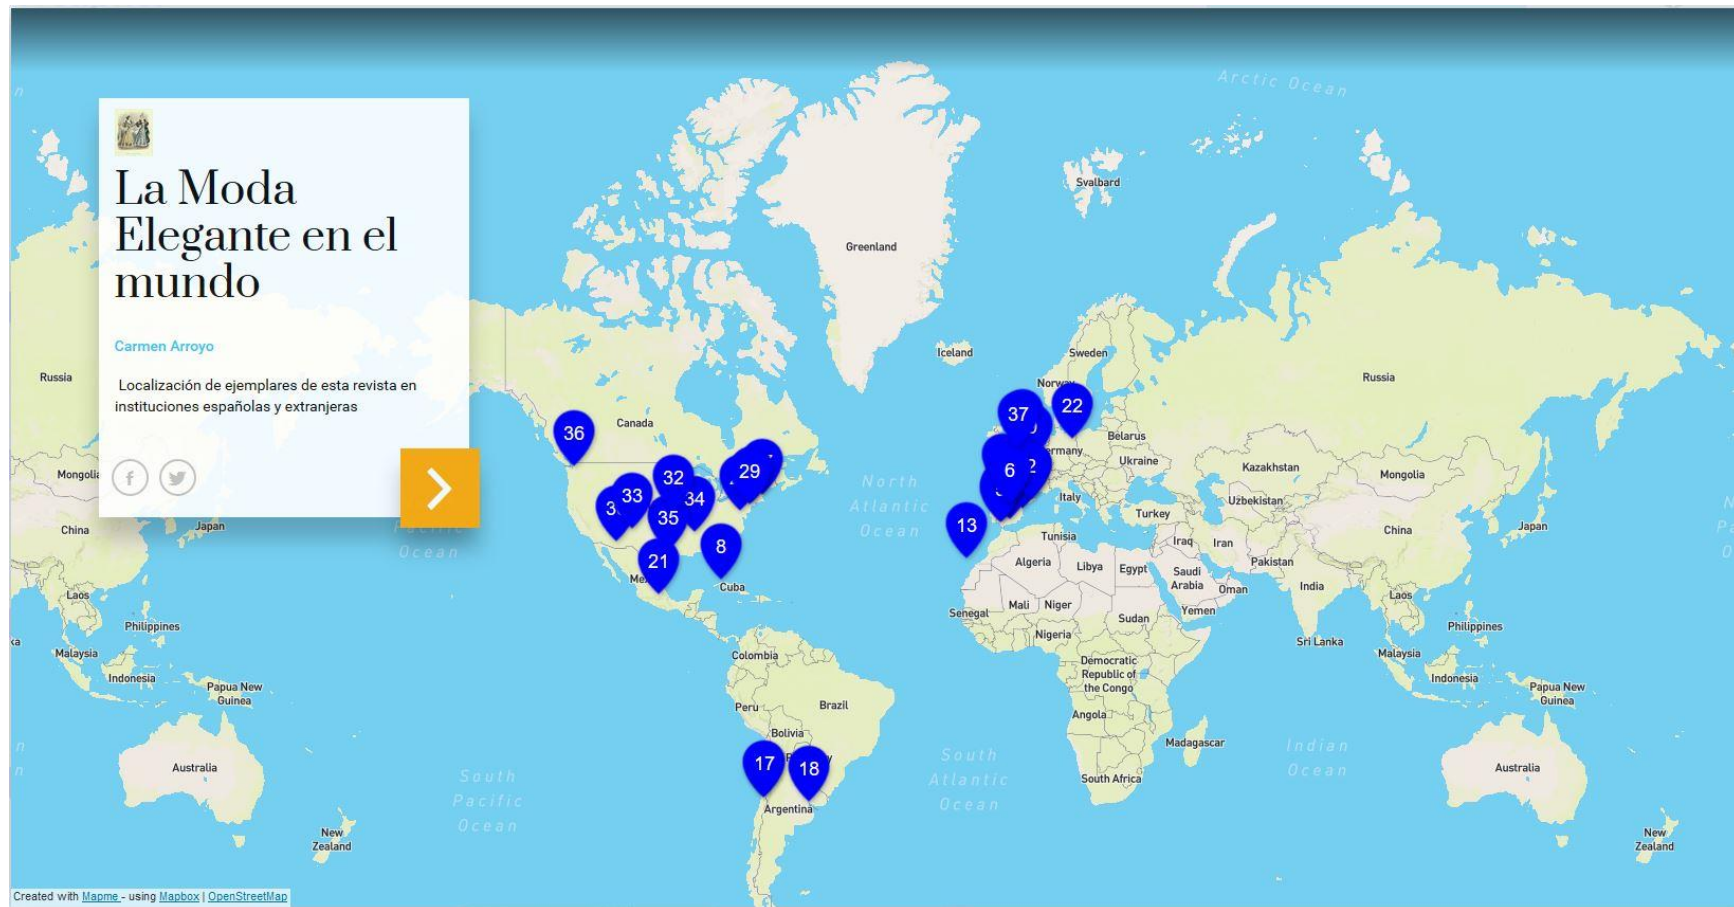 La Moda
Elegante en el
mundo
Carmen Arroyo
Localización de ejemplares de esta revista en
instituciones españolas y extranjeras
Arctic Ocean
Svalbard
Greenland
Iceland
Sweden
Norway
Russia
Russia
Canada
Belarus
Ukraine
Kazakhstan
Mongolia
Uzbekistan
Italy
Turkey
China
Japan
Tunisia
Iraq
Iran
Pakistan
Algeria
Libya
Egypt
Saudi
Arabia
Oman
India
Laos
Yemen
Senegal
Mali
Niger
Sudan
Nigeria
Sri Lanka
Philippines
Malaysia
Indonesia
Papua New
Guinea
Democratic
Republic of
the Congo
Angola
Madagascar
South Africa
Australia
New
Zealand
North
Atlantic
Ocean
South
Atlantic
Ocean
Indian
Ocean
South
Pacific
Ocean
Ocean
China
Japan
Laos
Philippines
Malaysia
Indonesia
Papua New
Guinea
Australia
New
Zealand
Cuba
Colombia
Peru
Brazil
Bolivia
Argentina
36
32
33
34
35
29
8
21
17
18
13
37
22
6
Created with Mapme - using Mapbox | OpenStreetMap